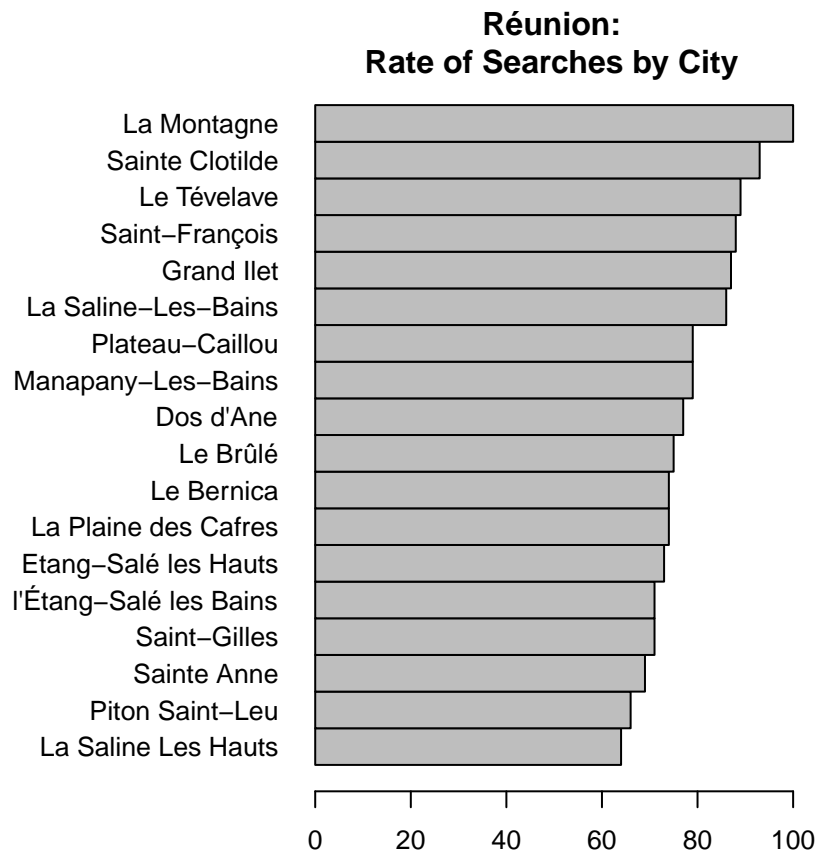 Réunion:
Rate of Searches by City
La Montagne
Sainte Clotilde
Le Tévelave
Saint−François
Grand Ilet
La Saline−Les−Bains
Plateau−Caillou
Manapany−Les−Bains
Dos d'Ane
Le Brûlé
Le Bernica
La Plaine des Cafres
Etang−Salé les Hauts
l'Étang−Salé les Bains
Saint−Gilles
Sainte Anne
Piton Saint−Leu
La Saline Les Hauts
0 20 40 60 80 100